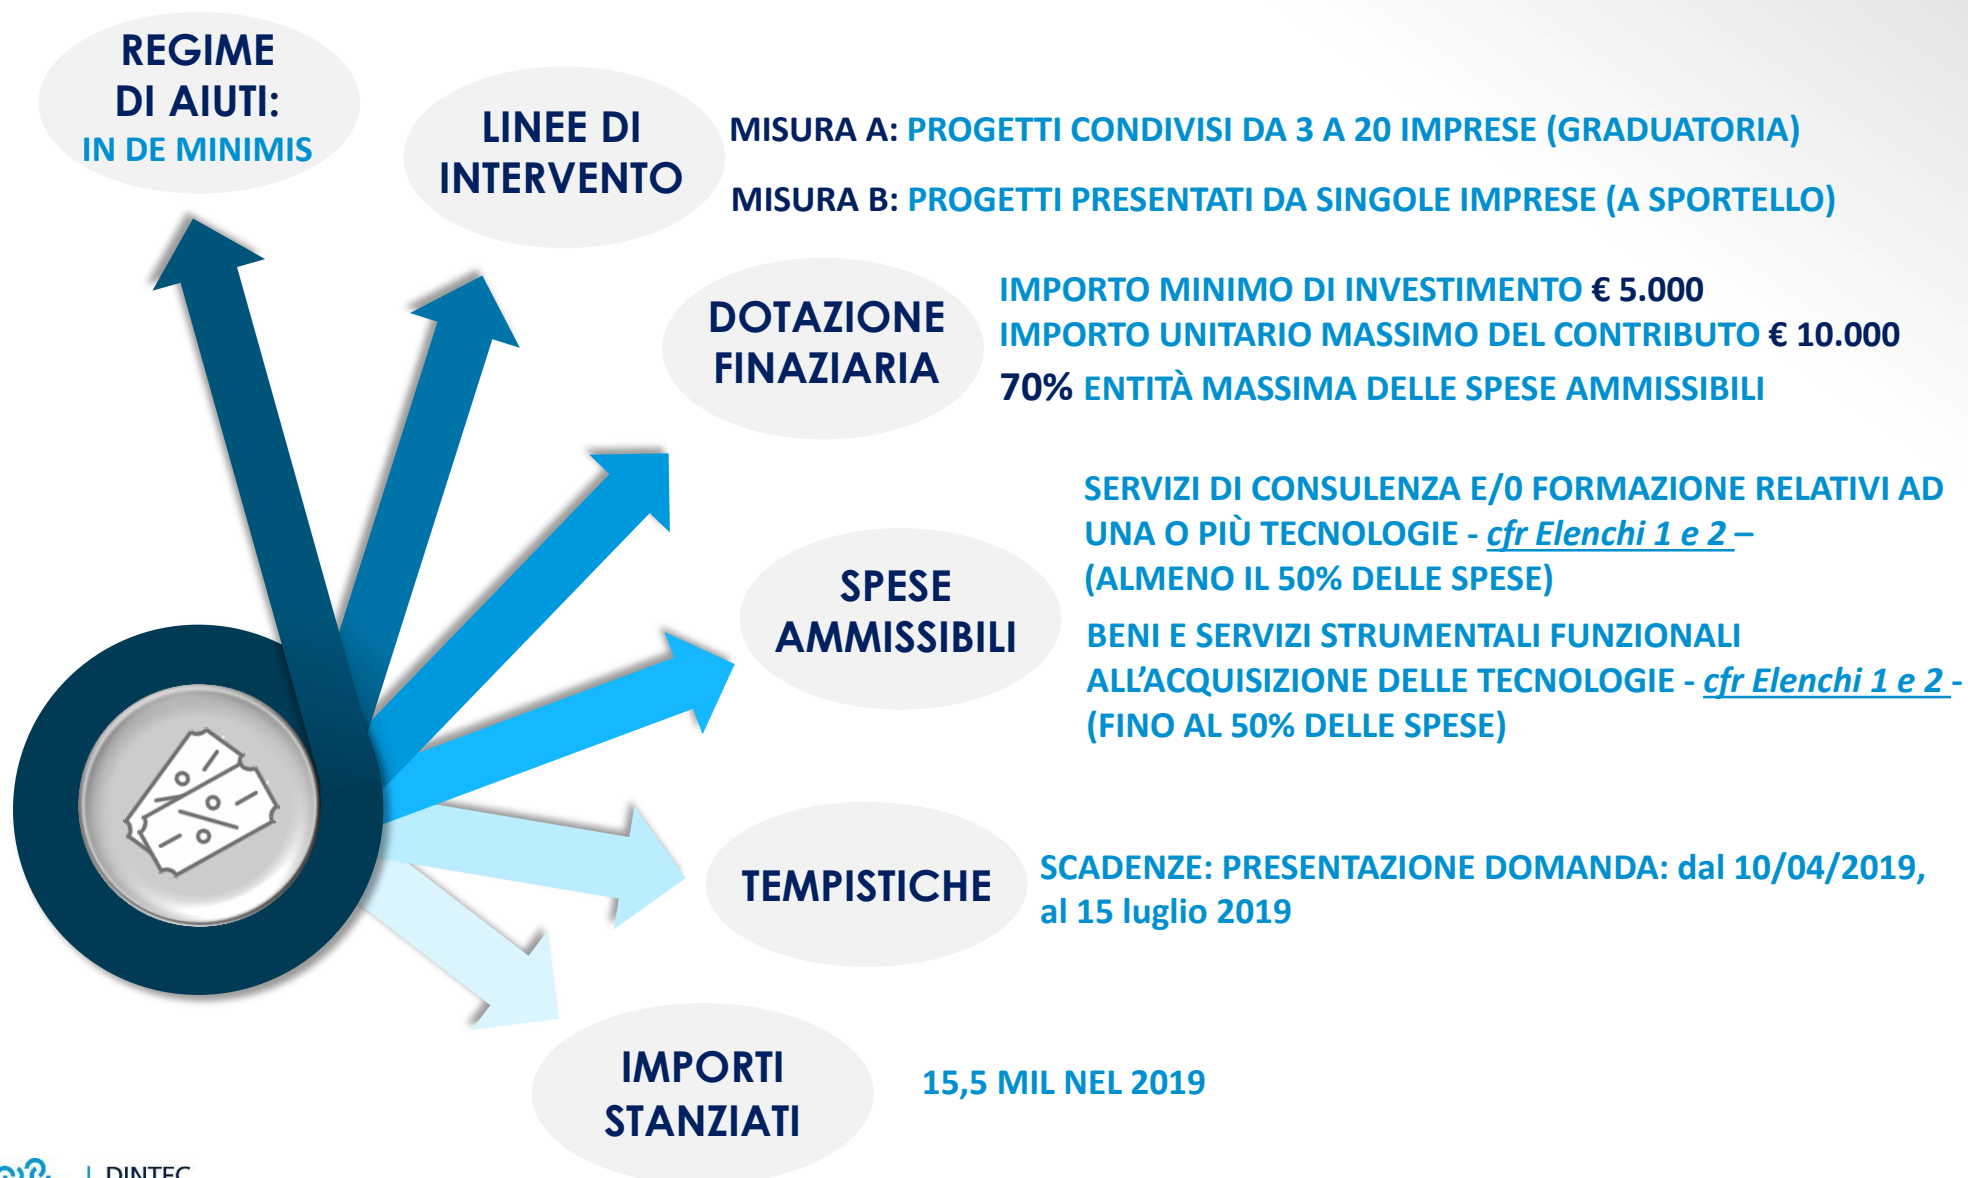 REGIME
DI AIUTI:
IN DE MINIMIS
LINEE DI
INTERVENTO
MISURA A: PROGETTI CONDIVISI DA 3 A 20 IMPRESE (GRADUATORIA)
MISURA B: PROGETTI PRESENTATI DA SINGOLE IMPRESE (A SPORTELLO)
DOTAZIONE
FINAZIARIA
IMPORTO MINIMO DI INVESTIMENTO € 5.000
IMPORTO UNITARIO MASSIMO DEL CONTRIBUTO € 10.000
70% ENTITÀ MASSIMA DELLE SPESE AMMISSIBILI
SPESE
AMMISSIBILI
SERVIZI DI CONSULENZA E/0 FORMAZIONE RELATIVI AD
UNA O PIÙ TECNOLOGIE - cfr Elenchi 1 e 2 –
(ALMENO IL 50% DELLE SPESE)
BENI E SERVIZI STRUMENTALI FUNZIONALI
ALL’ACQUISIZIONE DELLE TECNOLOGIE - cfr Elenchi 1 e 2 -
(FINO AL 50% DELLE SPESE)
TEMPISTICHE
SCADENZE: PRESENTAZIONE DOMANDA: dal 10/04/2019,
al 15 luglio 2019
IMPORTI
STANZIATI
15,5 MIL NEL 2019
DINTEC